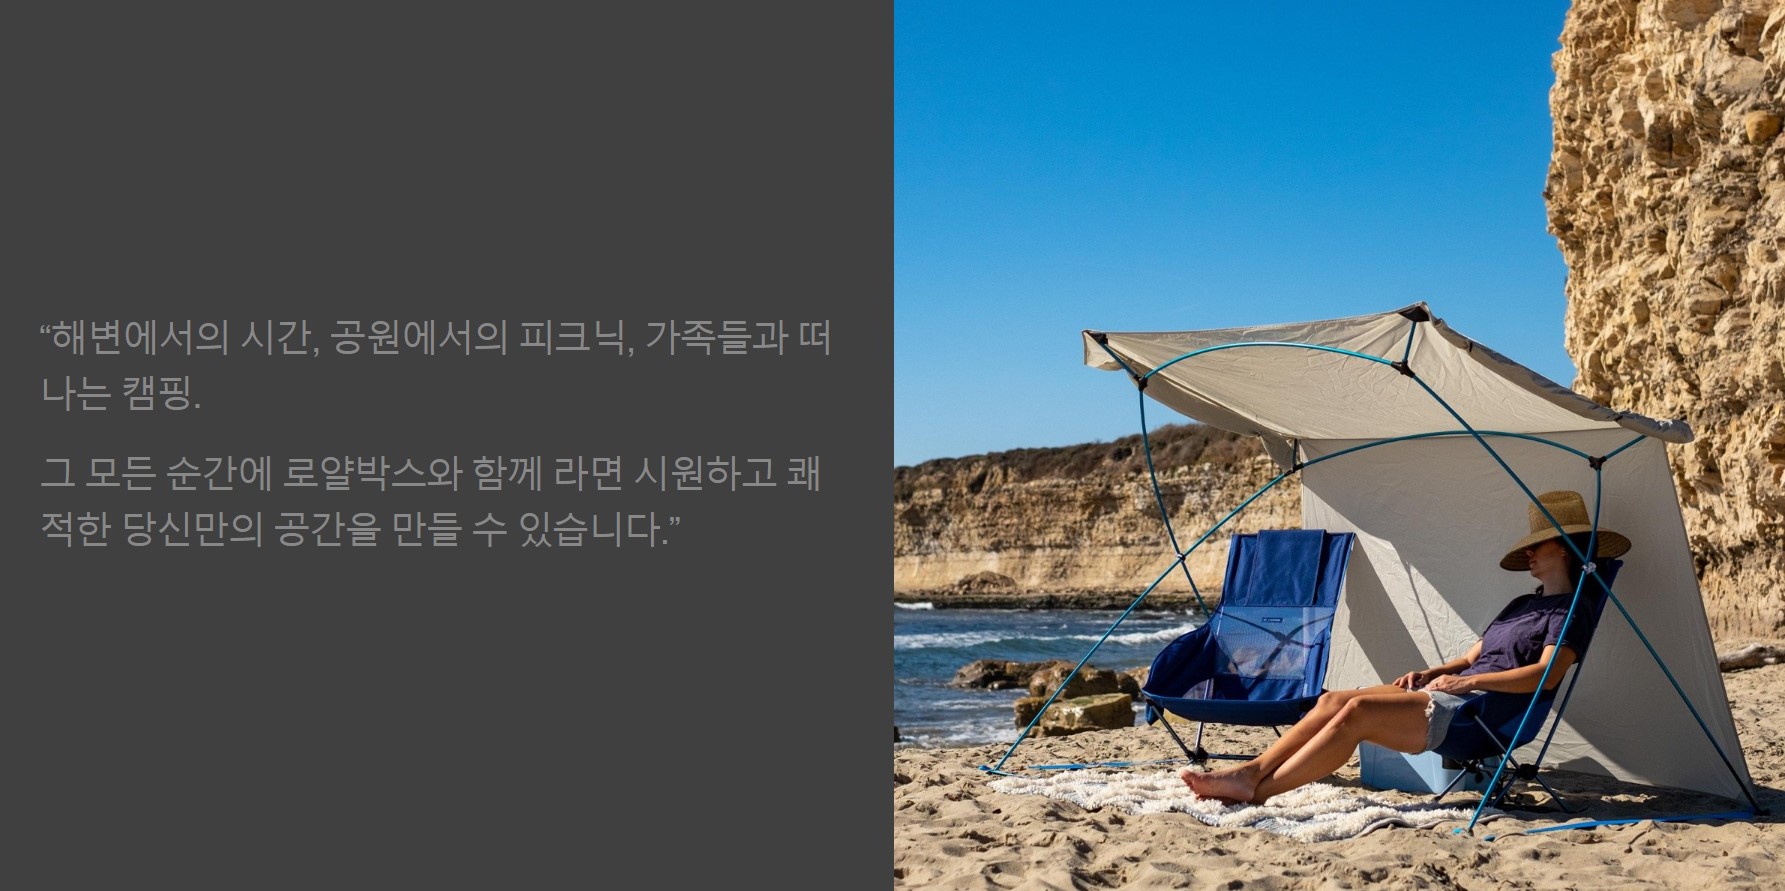 “해변에서의 시간, 공원에서의 피크닉, 가족들과 떠
나는 캠핑.
그 모든 순간에 로얄박스와 함께 라면 시원하고 쾌
적한 당신만의 공간을 만들 수 있습니다.”